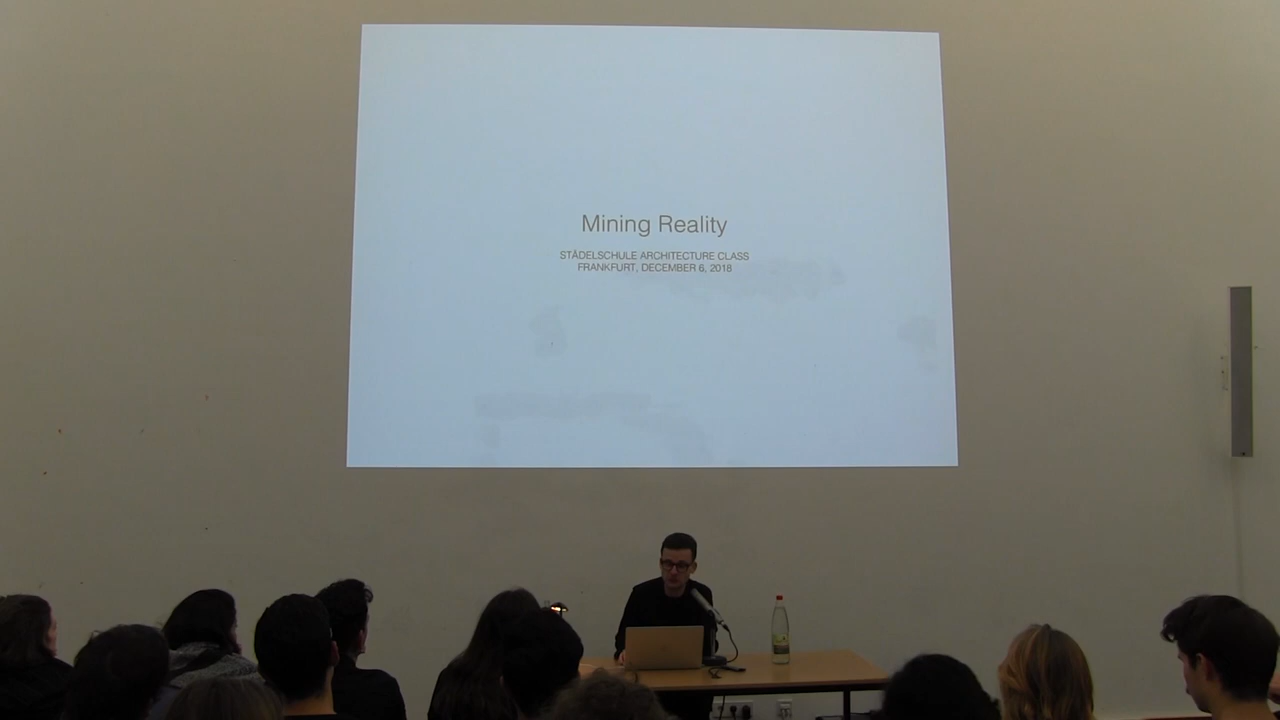 Mining Reality
STÄDELSCHULE ARCHITECTURE CLASS
FRANKFURT, DECEMBER 6, 2018